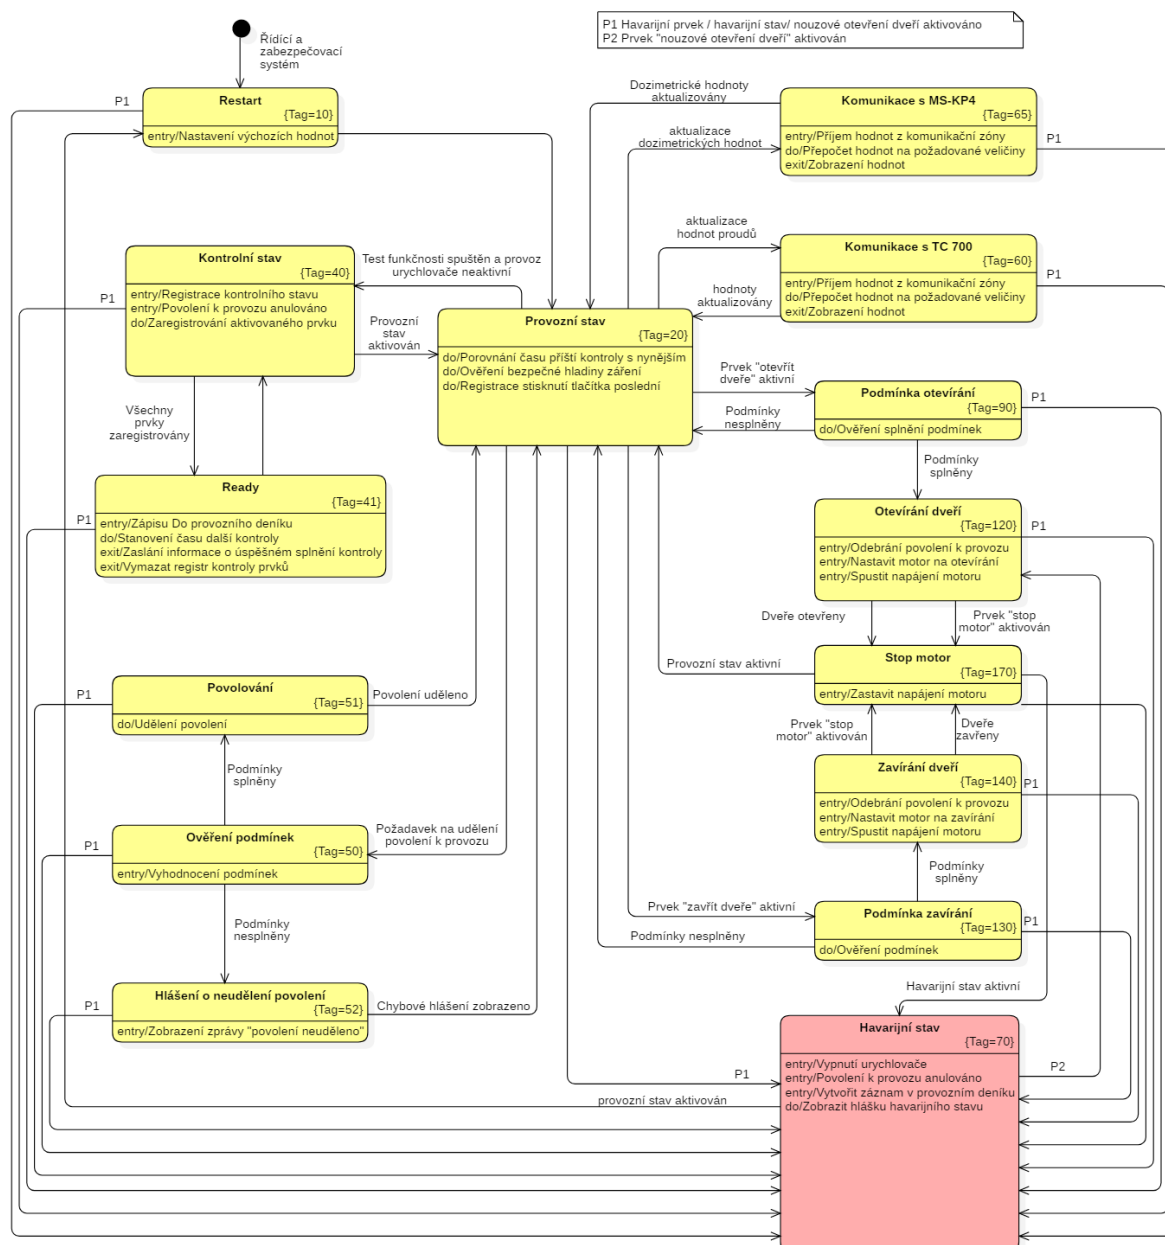 P1 Havarijní prvek / havarijní stav/ nouzové otevření dveří aktivováno
P2 Prvek "nouzové otevření dveří" aktivován
Řídící a
zabezpečovací
systém
P1
Restart
{Tag=10}
entry/Nastavení výchozích hodnot
Dozimetrické hodnoty
aktualizovány
aktualizace
dozimetrických hodnot
Komunikace s MS-KP4
{Tag=65}
entry/Příjem hodnot z komunikační zóny
do/Přepočet hodnot na požadované veličiny
exit/Zobrazení hodnot
P1
aktualizace
hodnot proudů
hodnoty
aktualizovány
Komunikace s TC 700
{Tag=60}
entry/Příjem hodnot z komunikační zóny
do/Přepočet hodnot na požadované veličiny
exit/Zobrazení hodnot
P1
Kontrolní stav
{Tag=40}
entry/Registrace kontrolního stavu
entry/Povolení k provozu anulováno
do/Zaregistrování aktivovaného prvku
P1
Test funkčnosti spuštěn a provoz
urychlovače neaktivní
Provozní
stav
aktivován
Provozní stav
{Tag=20}
do/Porovnání času příští kontroly s nynějším
do/Ověření bezpečné hladiny záření
do/Registrace stisknutí tlačítka poslední
Prvek "otevřít
dveře" aktivní
Podmínky
nesplněny
Podmínka otevírání
{Tag=90}
do/Ověření splnění podmínek
P1
Všechny
prvky
zaregistrovány
Podmínky
splněny
Ready
{Tag=41}
entry/Zápisu Do provozního deníku
do/Stanovení času další kontroly
exit/Zaslání informace o úspěšném splnění kontroly
exit/Vymazat registr kontroly prvků
P1
Otevírání dveří
{Tag=120}
entry/Odebrání povolení k provozu
entry/Nastavit motor na otevírání
entry/Spustit napájení motoru
P1
Dveře otevřeny
Prvek "stop
motor" aktivován
Provozní stav aktivní
Stop motor
{Tag=170}
entry/Zastavit napájení motoru
P1
Povolování
{Tag=51}
do/Udělení povolení
Povolení uděleno
Prvek "stop
motor" aktivován
Dveře
zavřeny
Podmínky
splněny
Zavírání dveří
{Tag=140}
entry/Odebrání povolení k provozu
entry/Nastavit motor na zavírání
entry/Spustit napájení motoru
P1
P1
Ověření podmínek
{Tag=50}
entry/Vyhodnocení podmínek
Požadavek na udělení
povolení k provozu
Podmínky
splněny
Podmínky
nesplněny
Prvek "zavřít dveře" aktivní
Podmínky nesplněny
Podmínka zavírání
{Tag=130}
do/Ověření podmínek
P1
P1
Hlášení o neudělení povolení
{Tag=52}
entry/Zobrazení zprávy "povolení neuděleno"
Chybové hlášení zobrazeno
Havarijní stav aktivní
Havarijní stav
{Tag=70}
entry/Vypnutí urychlovače
entry/Povolení k provozu anulováno
entry/Vytvořit záznam v provozním deníku
do/Zobrazit hlášku havarijního stavu
P1
P2
provozní stav aktivován